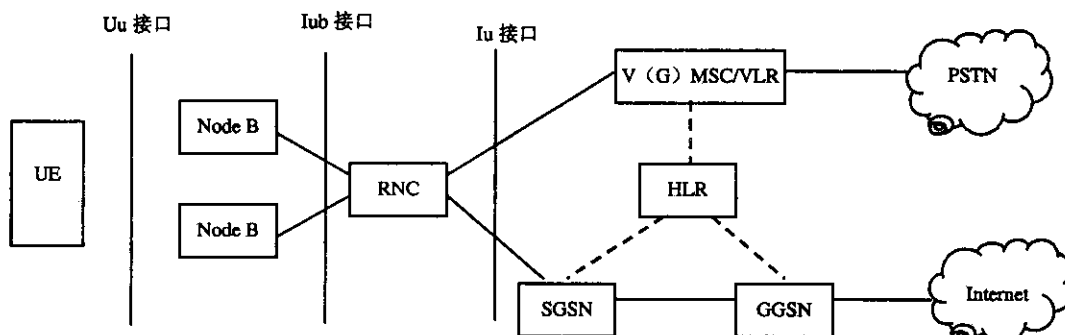 Uu 接口
Iub 接口
Iu 接口
V（G）MSC/VLR
PSTN
Node B
UE
RNC
HLR
Node B
SGSN
GGSN
Internet